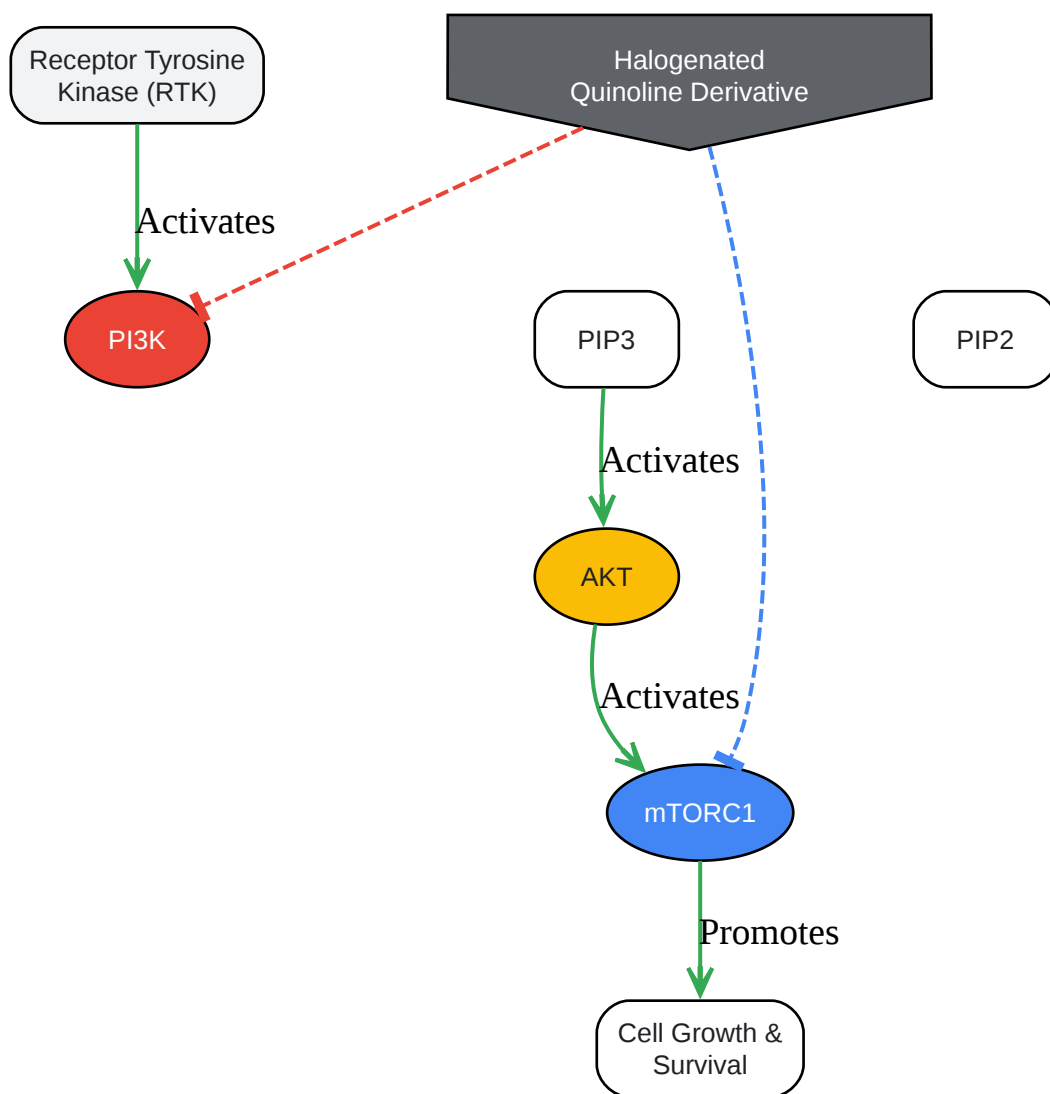 Receptor Tyrosine
Kinase (RTK)
Halogenated
Quinoline Derivative
Activates
PI3K
PIP3
PIP2
Activates
AKT
Activates
mTORC1
Promotes
Cell Growth &
Survival